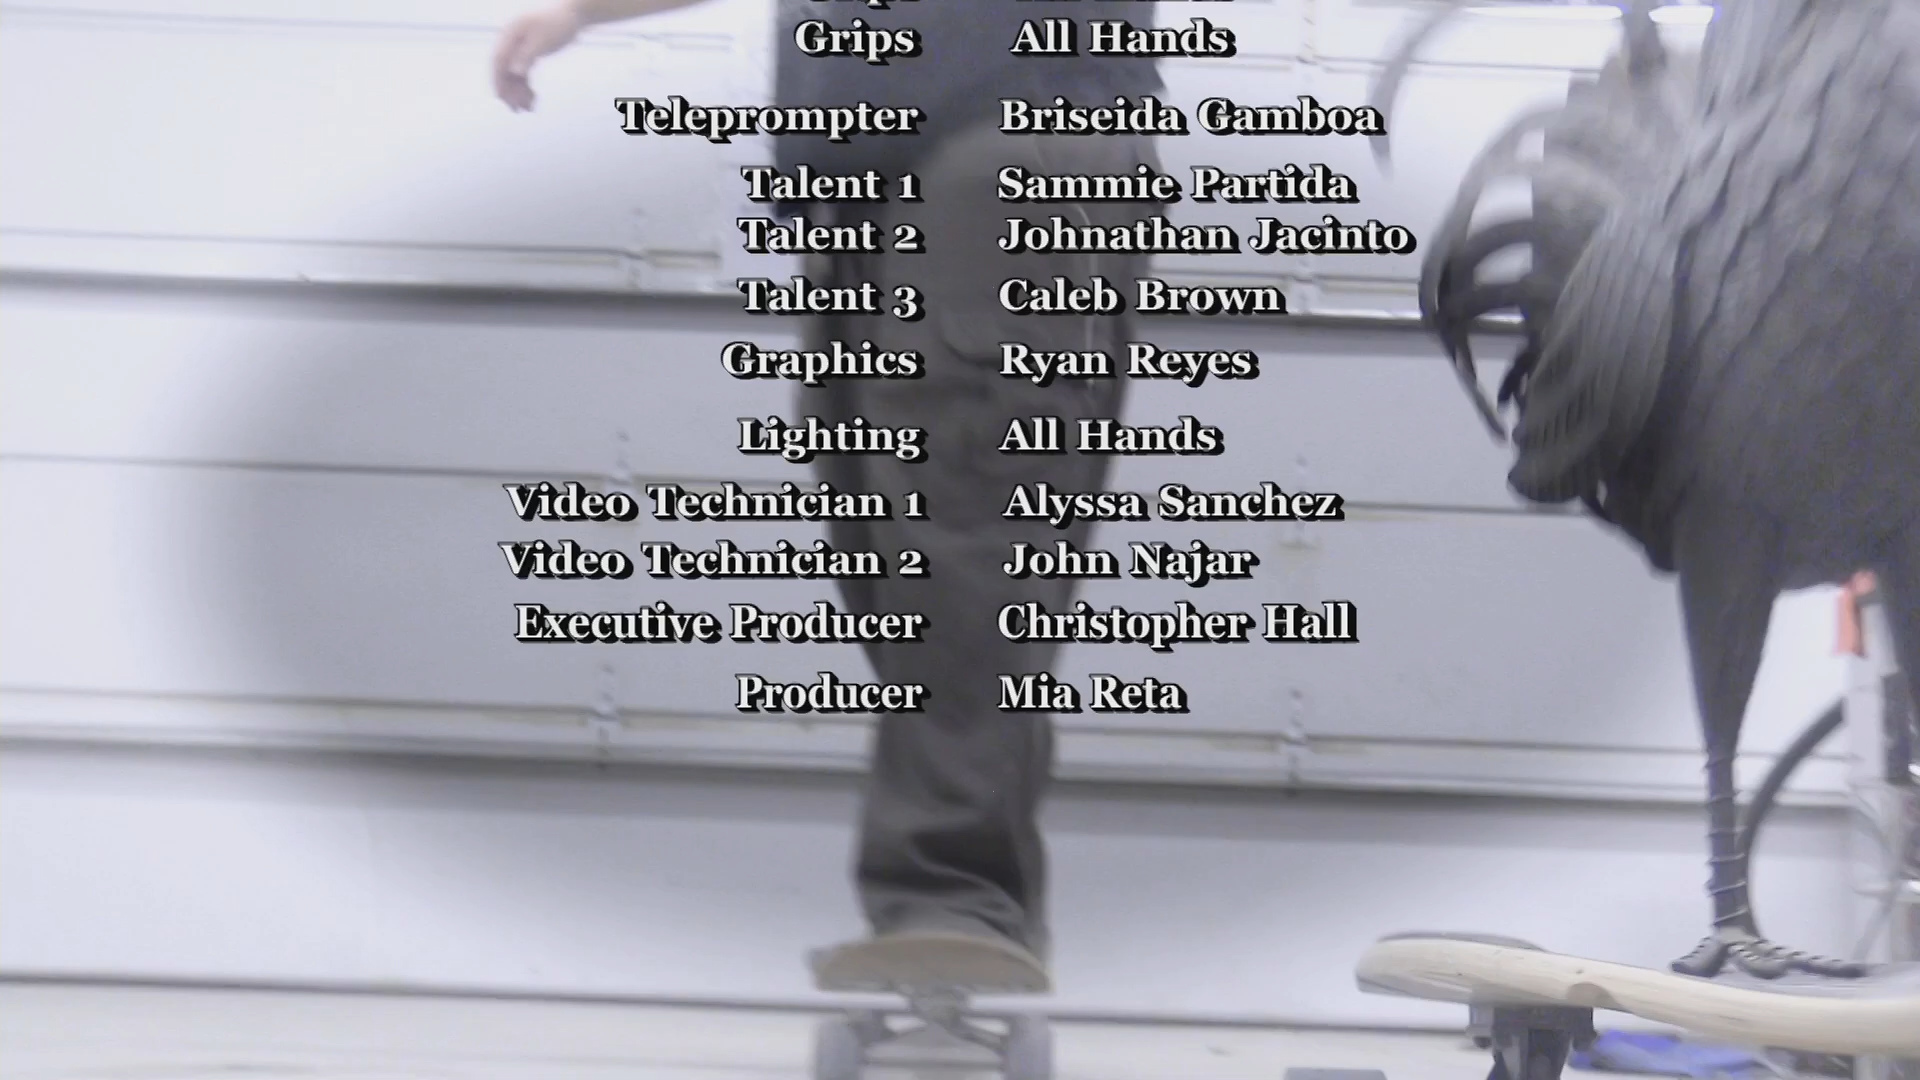 Grips All Hands
Teleprompter Briseida Gamboa
Talent 1 Sammie Partida
Talent 2 Johnathan Jacinto
Talent 3 Caleb Brown
Graphics Ryan Reyes
Lighting All Hands
Video Technician 1 Alyssa Sanchez
Video Technician 2 John Najar
Executive Producer Christopher Hall
Producer Mia Reta